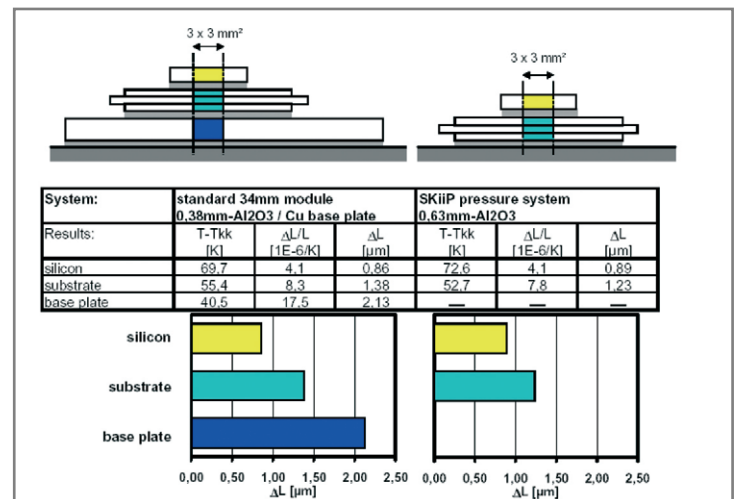 3 x 3 mm²
3 x 3 mm²
System: standard 34mm module SKiiP pressure system
0,38mm-Al2O3 / Cu base plate 0,63mm-Al2O3
Results: T-Tkk ΔL/L ΔL T-Tkk ΔL/L ΔL
[K] [1E-6/K] [µm] [K] [1E-6/K] [µm]
silicon 69,7 4,1 0,86 72,6 4,1 0,89
substrate 55,4 8,3 1,38 52,7 7,8 1,23
base plate 40,5 17,5 2,13 — — —
silicon
substrate
base plate
0,00 0,50 1,00 1,50 2,00 2,50 0,00 0,50 1,00 1,50 2,00 2,50
ΔL [µm] ΔL [µm]